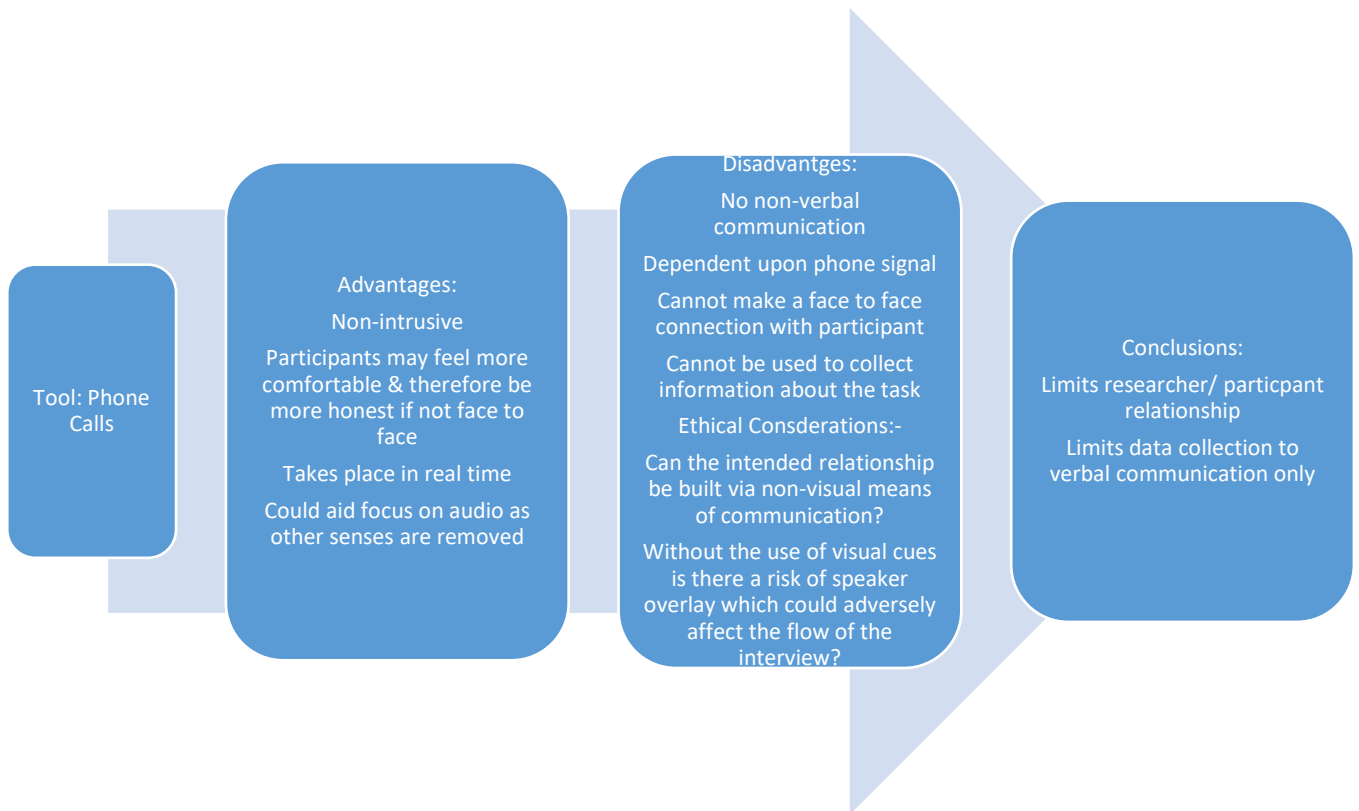 Tool: Phone
Calls
Advantages:
Non-intrusive
Participants may feel more
comfortable & therefore be
more honest if not face to
face
Takes place in real time
Could aid focus on audio as
other senses are removed
Disadvantges:
No non-verbal
communication
Dependent upon phone signal
Cannot make a face to face
connection with participant
Cannot be used to collect
information about the task
Ethical Consderations:-
Can the intended relationship
be built via non-visual means
of communication?
Without the use of visual cues
is there a risk of speaker
overlay which could adversely
affect the flow of the
interview?
Conclusions:
Limits researcher/ particpant
relationship
Limits data collection to
verbal communication only